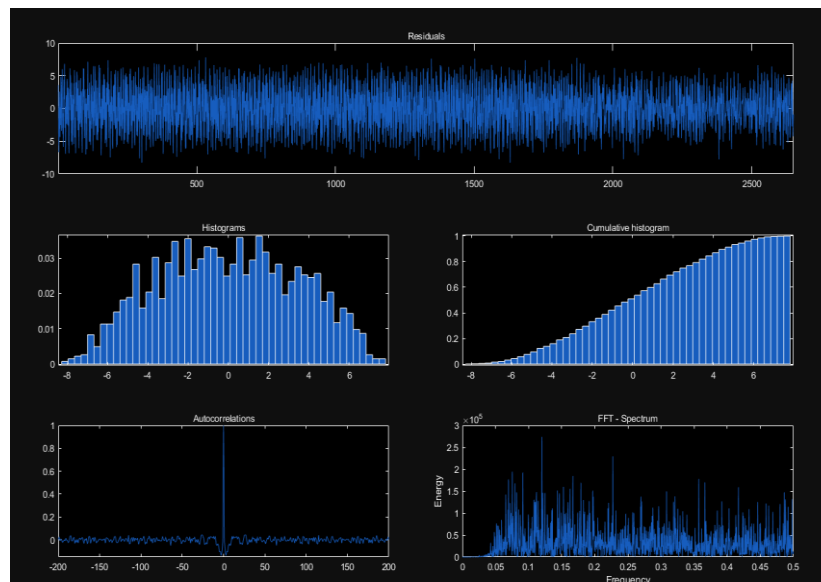 Residuals
10
5
0
-5
-10
500 1000 1500 2000 2500
Histograms
0.03
0.02
0.01
0
-8 -6 -4 -2 0 2 4 6
Cumulative histogram
1
0.8
0.6
0.4
0.2
0
-8 -6 -4 -2 0 2 4 6
Autocorrelations
1
0.8
0.6
0.4
0.2
0
-200 -150 -100 -50 0 50 100 150 200
FFT - Spectrum
×10⁵
3
2.5
2
1.5
1
0.5
0
Energy
0 0.05 0.1 0.15 0.2 0.25 0.3 0.35 0.4 0.45 0.5
Frequency